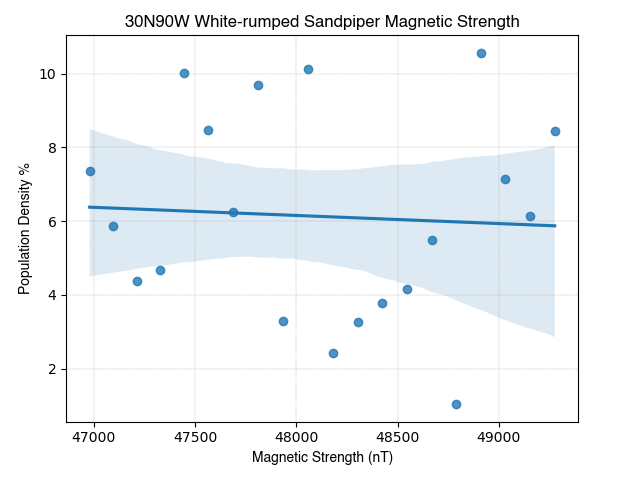 30N90W White-rumped Sandpiper Magnetic Strength
10
8
6
4
2
Population Density %
47000 47500 48000 48500 49000
Magnetic Strength (nT)